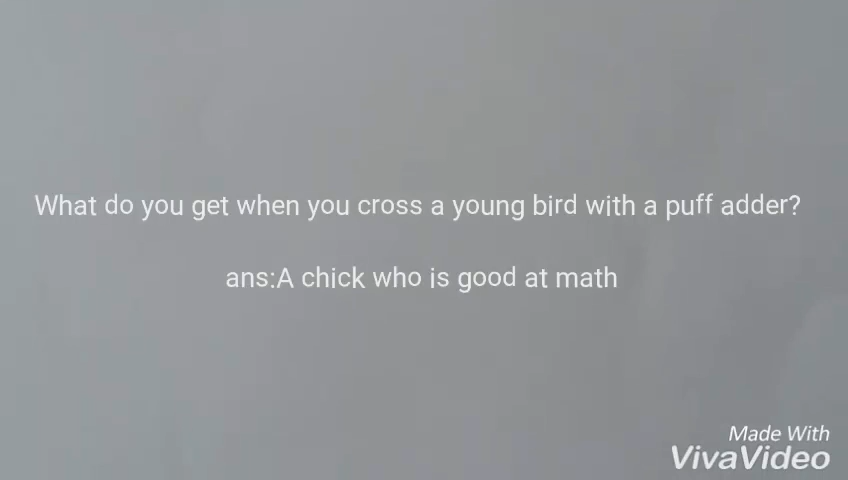 What do you get when you cross a young bird with a puff adder?
ans:A chick who is good at math
Made With
VivaVideo